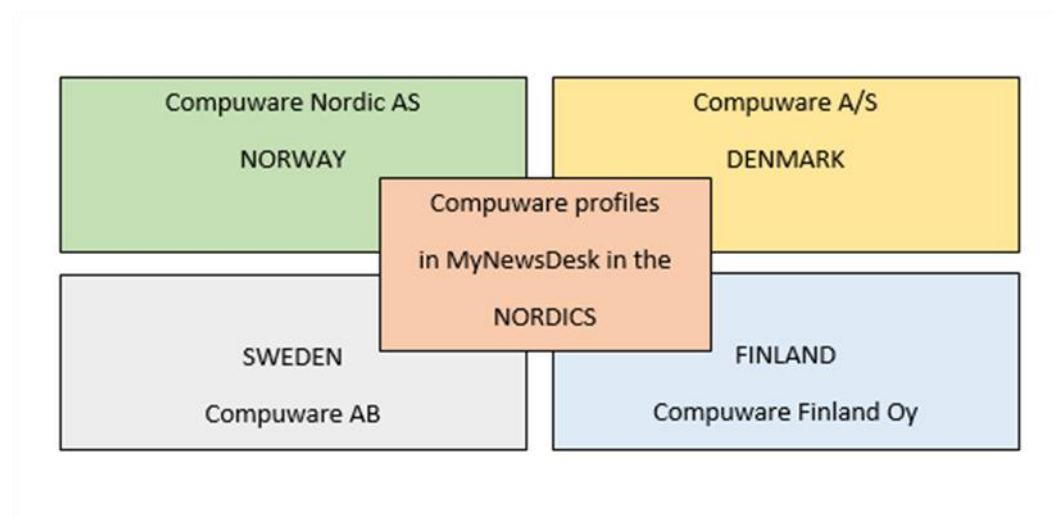 Compuware Nordic AS
NORWAY
Compuware A/S
DENMARK
Compuware profiles
in MyNewsDesk in the
NORDICS
SWEDEN
Compuware AB
FINLAND
Compuware Finland Oy